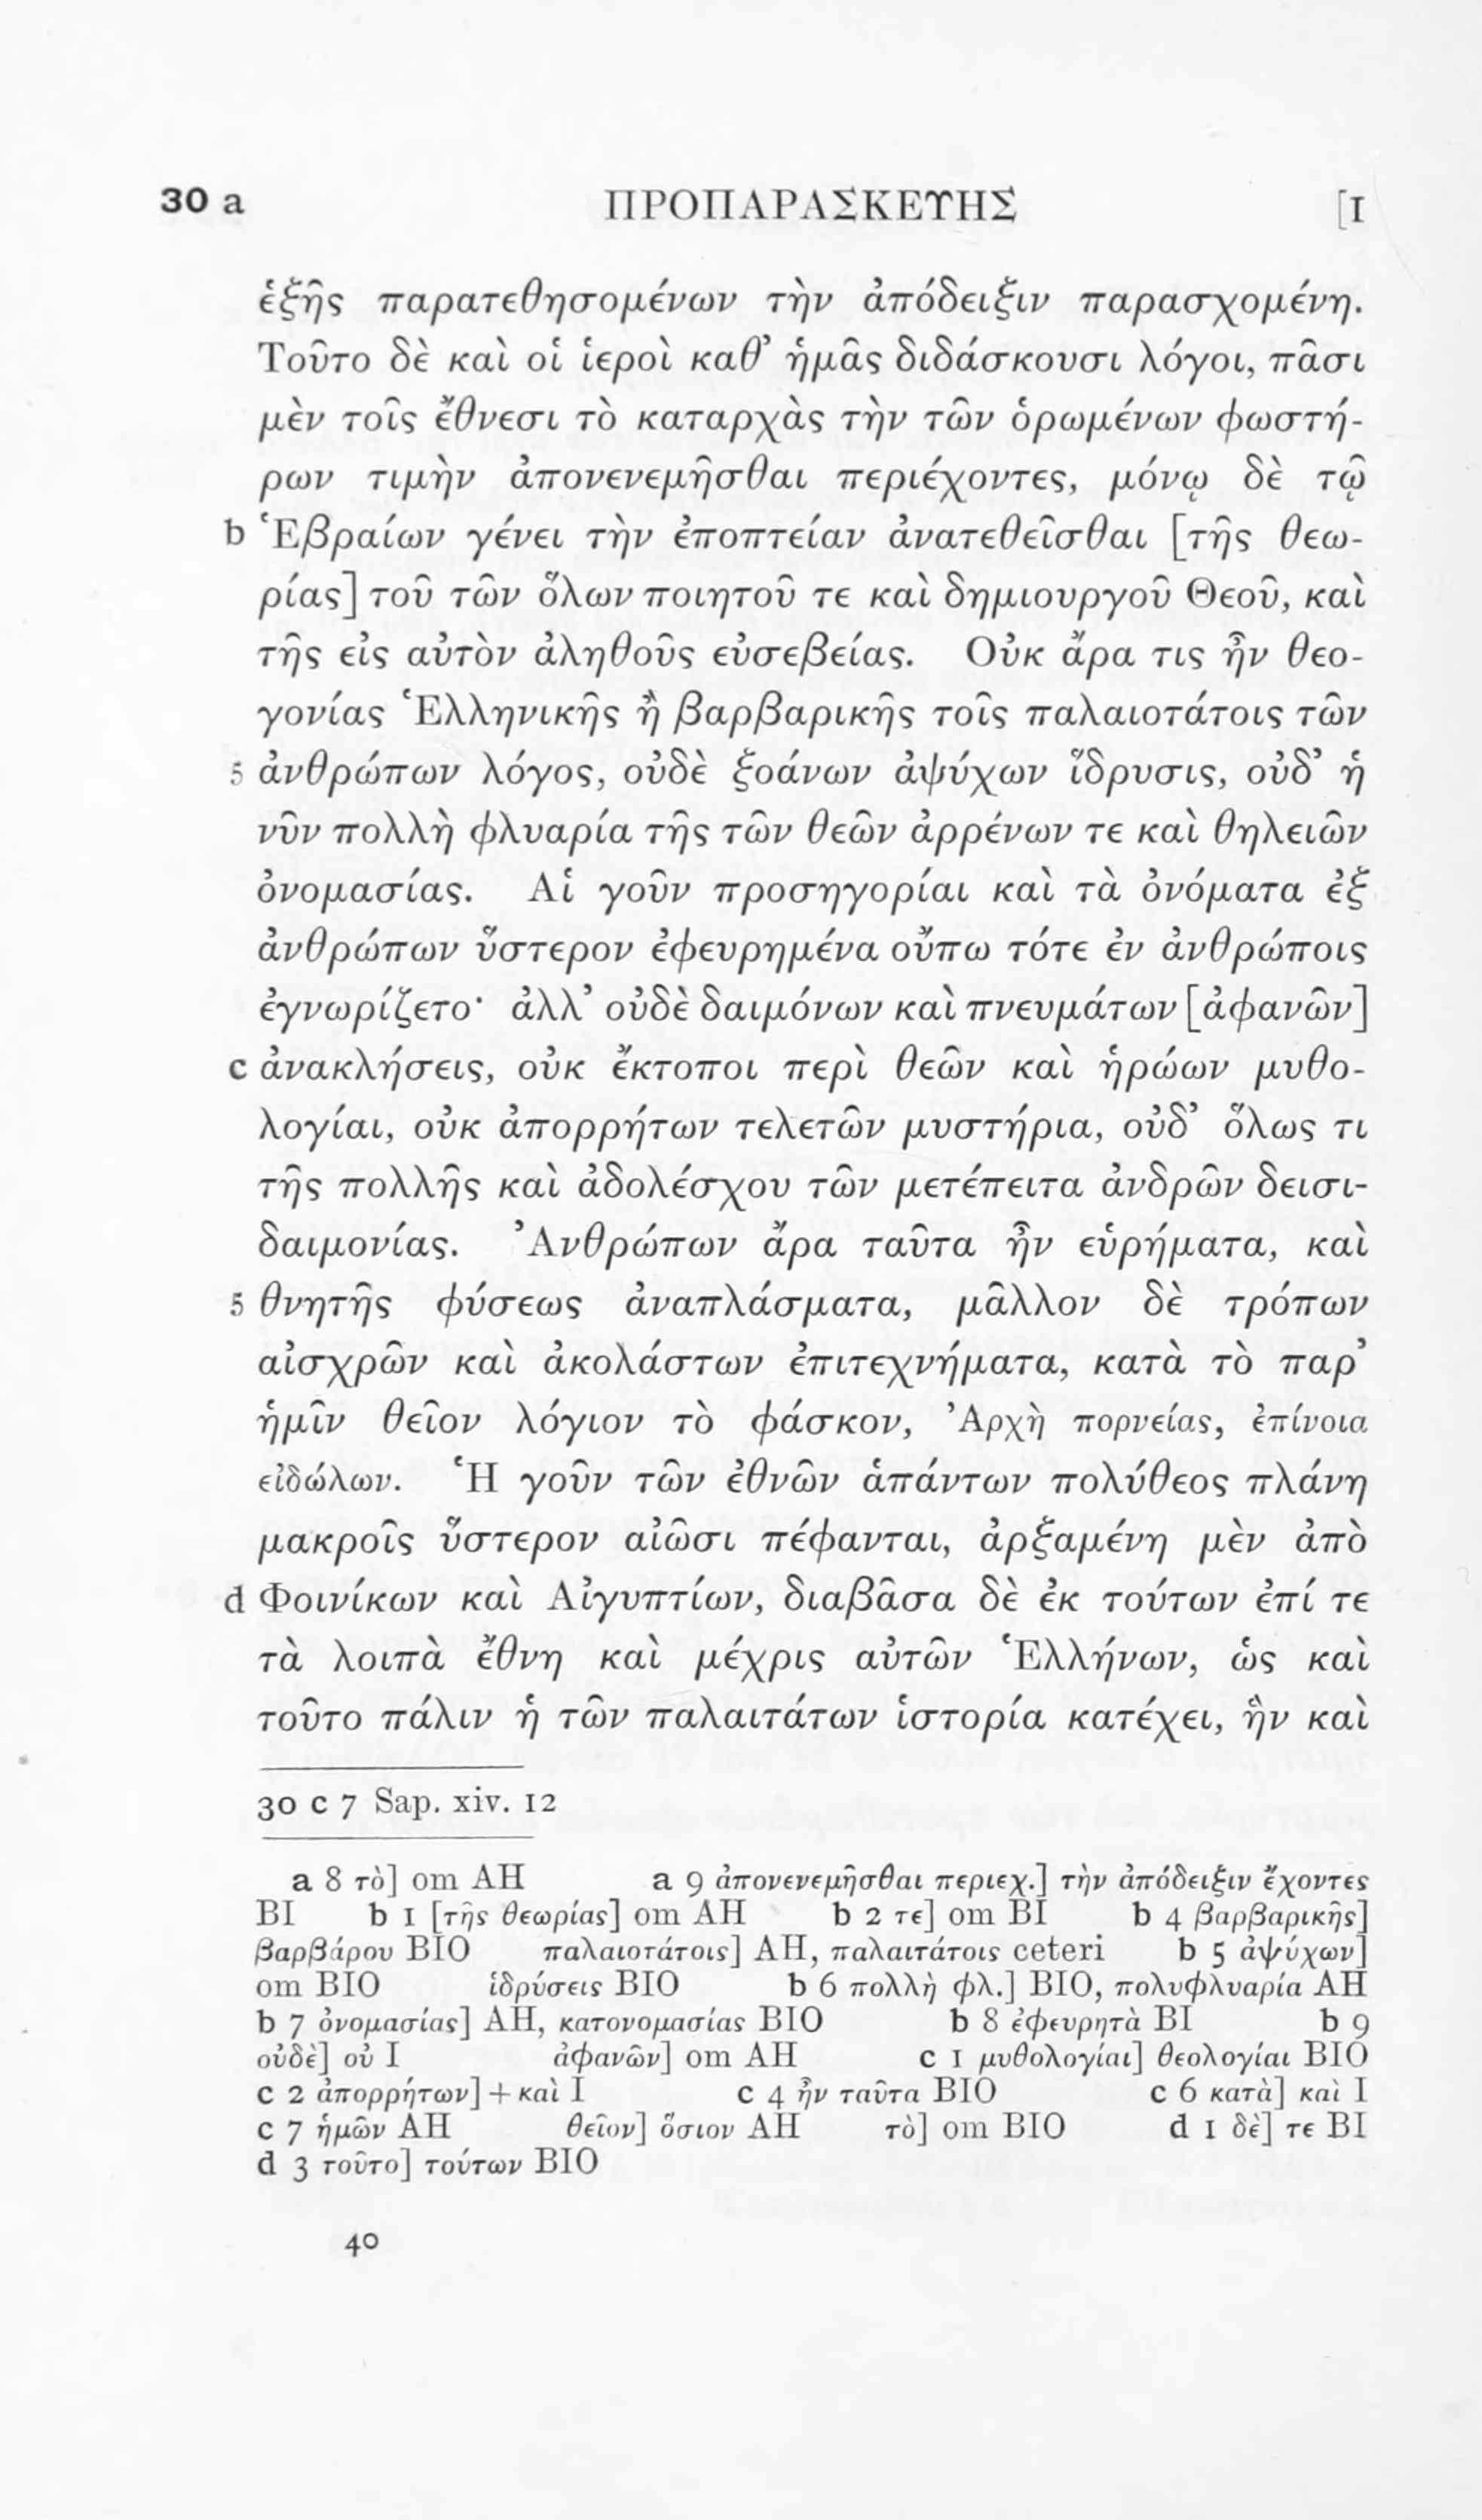 30 a ΠΡΟΠΑΡΑΣΚΕΥΗΣ [I
ἑξῆς παρατεθησομένων τὴν ἀπόδειξιν παρασχομένη.
Τοῦτο δὲ καὶ οἱ ἱεροὶ καθ’ ἡμᾶς διδάσκουσι λόγοι, πᾶσι
μὲν τοῖς ἔθνεσι τὸ καταρχὰς τὴν τῶν ὁρωμένων φωστή-
ρων τιμὴν ἀπονενεμῆσθαι περιέχοντες, μόνῳ δὲ τῷ
b Ἑβραίων γένει τὴν ἐποπτείαν ἀνατεθεῖσθαι [τῆς θεω-
ρίας] τοῦ τῶν ὅλων ποιητοῦ τε καὶ δημιουργοῦ Θεοῦ, καὶ
τῆς εἰς αὐτὸν ἀληθοῦς εὐσεβείας. Οὐκ ἄρα τις ἦν θεο-
γονίας Ἑλληνικῆς ἢ βαρβαρικῆς τοῖς παλαιοτάτοις τῶν
5 ἀνθρώπων λόγος, οὐδὲ ξοάνων ἀψύχων ἵδρυσις, οὐδ’ ἡ
νῦν πολλὴ φλυαρία τῆς τῶν θεῶν ἀρρένων τε καὶ θηλειῶν
ὀνομασίας. Αἱ γοῦν προσηγορίαι καὶ τὰ ὀνόματα ἐξ
ἀνθρώπων ὕστερον ἐφευρημένα οὔπω τότε ἐν ἀνθρώποις
ἐγνωρίζετο· ἀλλ’ οὐδὲ δαιμόνων καὶ πνευμάτων [ἀφανῶν]
c ἀνακλήσεις, οὐκ ἔκτοποι περὶ θεῶν καὶ ἡρώων μυθο-
λογίαι, οὐκ ἀπορρήτων τελετῶν μυστήρια, οὐδ’ ὅλως τι
τῆς πολλῆς καὶ ἀδολέσχου τῶν μετέπειτα ἀνδρῶν δεισι-
δαιμονίας. Ἀνθρώπων ἄρα ταῦτα ἦν εὑρήματα, καὶ
5 θνητῆς φύσεως ἀναπλάσματα, μᾶλλον δὲ τρόπων
αἰσχρῶν καὶ ἀκολάστων ἐπιτεχνήματα, κατὰ τὸ παρ’
ἡμῖν θεῖον λόγιον τὸ φάσκον, Ἀρχὴ πορνείας, ἐπίνοια
εἰδώλων. Ἡ γοῦν τῶν ἐθνῶν ἁπάντων πολύθεος πλάνη
μακροῖς ὕστερον αἰῶσι πέφανται, ἀρξαμένη μὲν ἀπὸ
d Φοινίκων καὶ Αἰγυπτίων, διαβᾶσα δὲ ἐκ τούτων ἐπί τε
τὰ λοιπὰ ἔθνη καὶ μέχρις αὐτῶν Ἑλλήνων, ὡς καὶ
τοῦτο πάλιν ἡ τῶν παλαιτάτων ἱστορία κατέχει, ἣν καὶ
30 c 7 Sap. xiv. 12
a 8 τὸ] om AH a 9 ἀπονενεμῆσθαι περιεχ.] τὴν ἀπόδειξιν ἔχοντες
BI b 1 [τῆς θεωρίας] om AH b 2 τε] om BI b 4 βαρβαρικῆς]
βαρβάρου BIO παλαιοτάτοις] AH, παλαιτάτοις ceteri b 5 ἀψύχων]
om BIO ἱδρύσεις BIO b 6 πολλὴ φλ.] BIO, πολυφλυαρία AH
b 7 ὀνομασίας] AH, κατονομασίας BIO b 8 ἐφευρητὰ BI b 9
οὐδὲ] οὐ I ἀφανῶν] om AH c 1 μυθολογίαι] θεολογίαι BIO
c 2 ἀπορρήτων] + καὶ I c 4 ἦν ταῦτα BIO c 6 κατὰ] καὶ I
c 7 ἡμῶν AH θεῖον] ὅσιον AH τὸ] om BIO d 1 δὲ] τε BI
d 3 τοῦτο] τούτων BIO
40